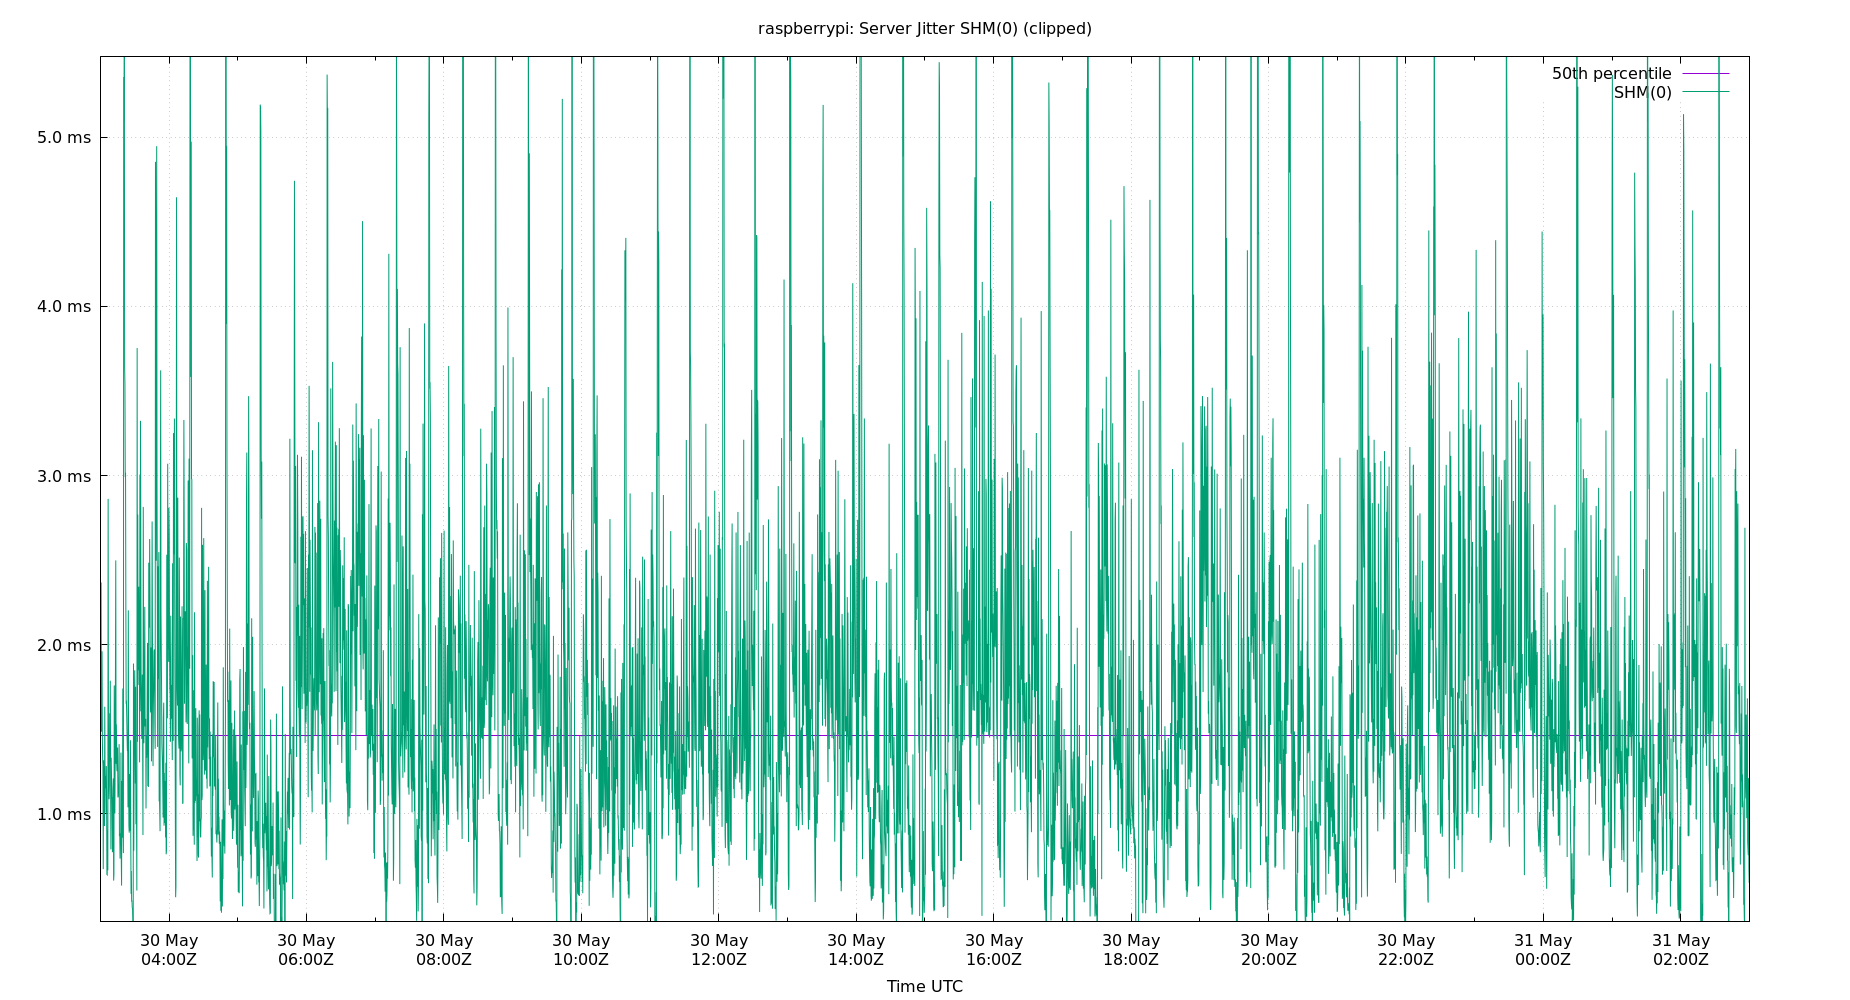 raspberrypi: Server Jitter SHM(0) (clipped)
50th percentile
SHM(0)
5.0 ms
4.0 ms
3.0 ms
2.0 ms
1.0 ms
30 May 30 May 30 May 30 May 30 May 30 May 30 May 30 May 30 May 30 May 31 May 31 May
04:00Z 06:00Z 08:00Z 10:00Z 12:00Z 14:00Z 16:00Z 18:00Z 20:00Z 22:00Z 00:00Z 02:00Z
Time UTC